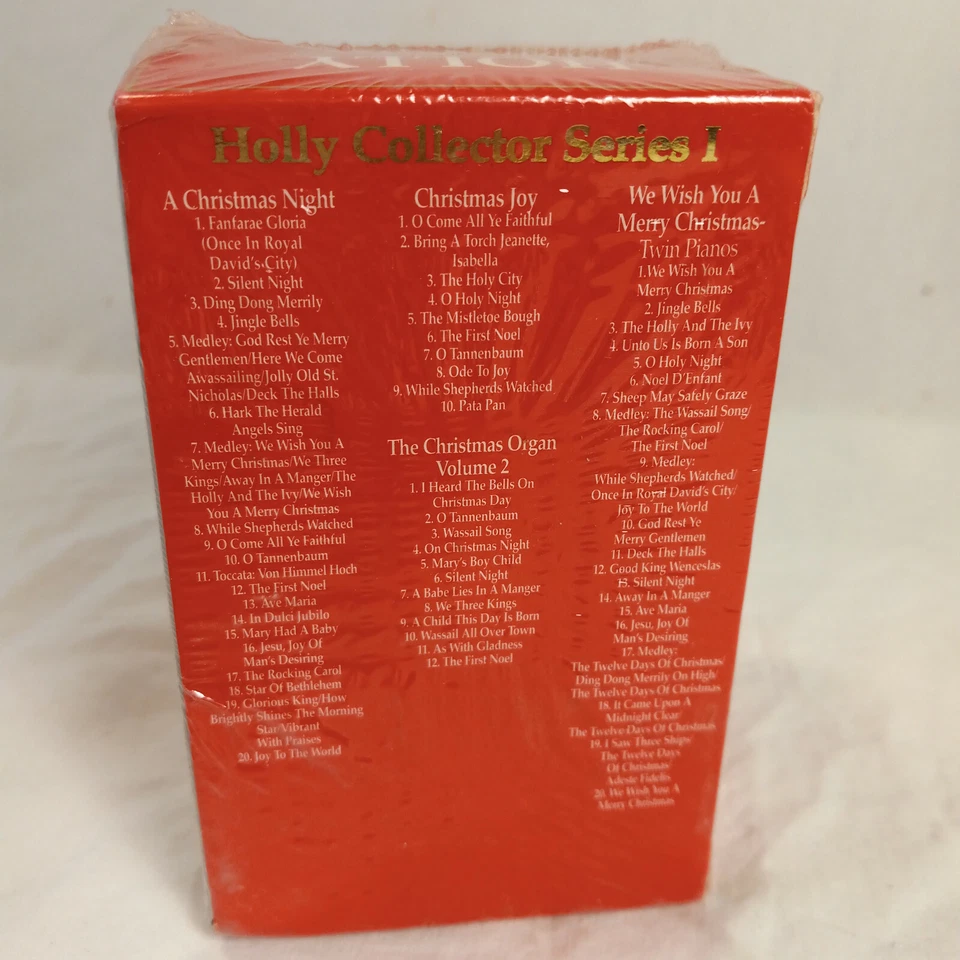 HOLLY
Holly Collector Series I
A Christmas Night
1. Fanfarae Gloria
(Once In Royal
David's City)
2. Silent Night
3. Ding Dong Merrily
4. Jingle Bells
5. Medley: God Rest Ye Merry
Gentlemen/Here We Come
Awassailing/Jolly Old St.
Nicholas/Deck The Halls
6. Hark The Herald
Angels Sing
7. Medley: We Wish You A
Merry Christmas/We Three
Kings/Away In A Manger/The
Holly And The Ivy/We Wish
You A Merry Christmas
8. While Shepherds Watched
9. O Come All Ye Faithful
10. O Tannenbaum
11. Toccata: Von Himmel Hoch
12. The First Noel
13. Ave Maria
14. In Dulci Jubilo
15. Mary Had A Baby
16. Jesu, Joy Of
Man's Desiring
17. The Rocking Carol
18. Star Of Bethlehem
19. Glorious King/How
Brightly Shines The Morning
Star/Vibrant
With Praises
20. Joy To The World
Christmas Joy
1. O Come All Ye Faithful
2. Bring A Torch Jeanette,
Isabella
3. The Holy City
4. O Holy Night
5. The Mistletoe Bough
6. The First Noel
7. O Tannenbaum
8. Ode To Joy
9. While Shepherds Watched
10. Pata Pan
The Christmas Organ
Volume 2
1. I Heard The Bells On
Christmas Day
2. O Tannenbaum
3. Wassail Song
4. On Christmas Night
5. Mary's Boy Child
6. Silent Night
7. A Babe Lies In A Manger
8. We Three Kings
9. A Child This Day Is Born
10. Wassail All Over Town
11. As With Gladness
12. The First Noel
We Wish You A
Merry Christmas-
Twin Pianos
1.We Wish You A
Merry Christmas
2. Jingle Bells
3. The Holly And The Ivy
4. Unto Us Is Born A Son
5. O Holy Night
6. Noel D'Enfant
7. Sheep May Safely Graze
8. Medley: The Wassail Song/
The Rocking Carol/
The First Noel
9. Medley:
While Shepherds Watched/
Once In Royal David's City/
Joy To The World
10. God Rest Ye
Merry Gentlemen
11. Deck The Halls
12. Good King Wenceslas
13. Silent Night
14. Away In A Manger
15. Ave Maria
16. Jesu, Joy Of
Man's Desiring
17. Medley:
The Twelve Days Of Christmas/
Ding Dong Merrily On High/
The Twelve Days Of Christmas
18. It Came Upon A
Midnight Clear/
The Twelve Days Of Christmas
19. I Saw Three Ships/
The Twelve Days
Of Christmas/
Adeste Fidelis
20. We Wish You A
Merry Christmas